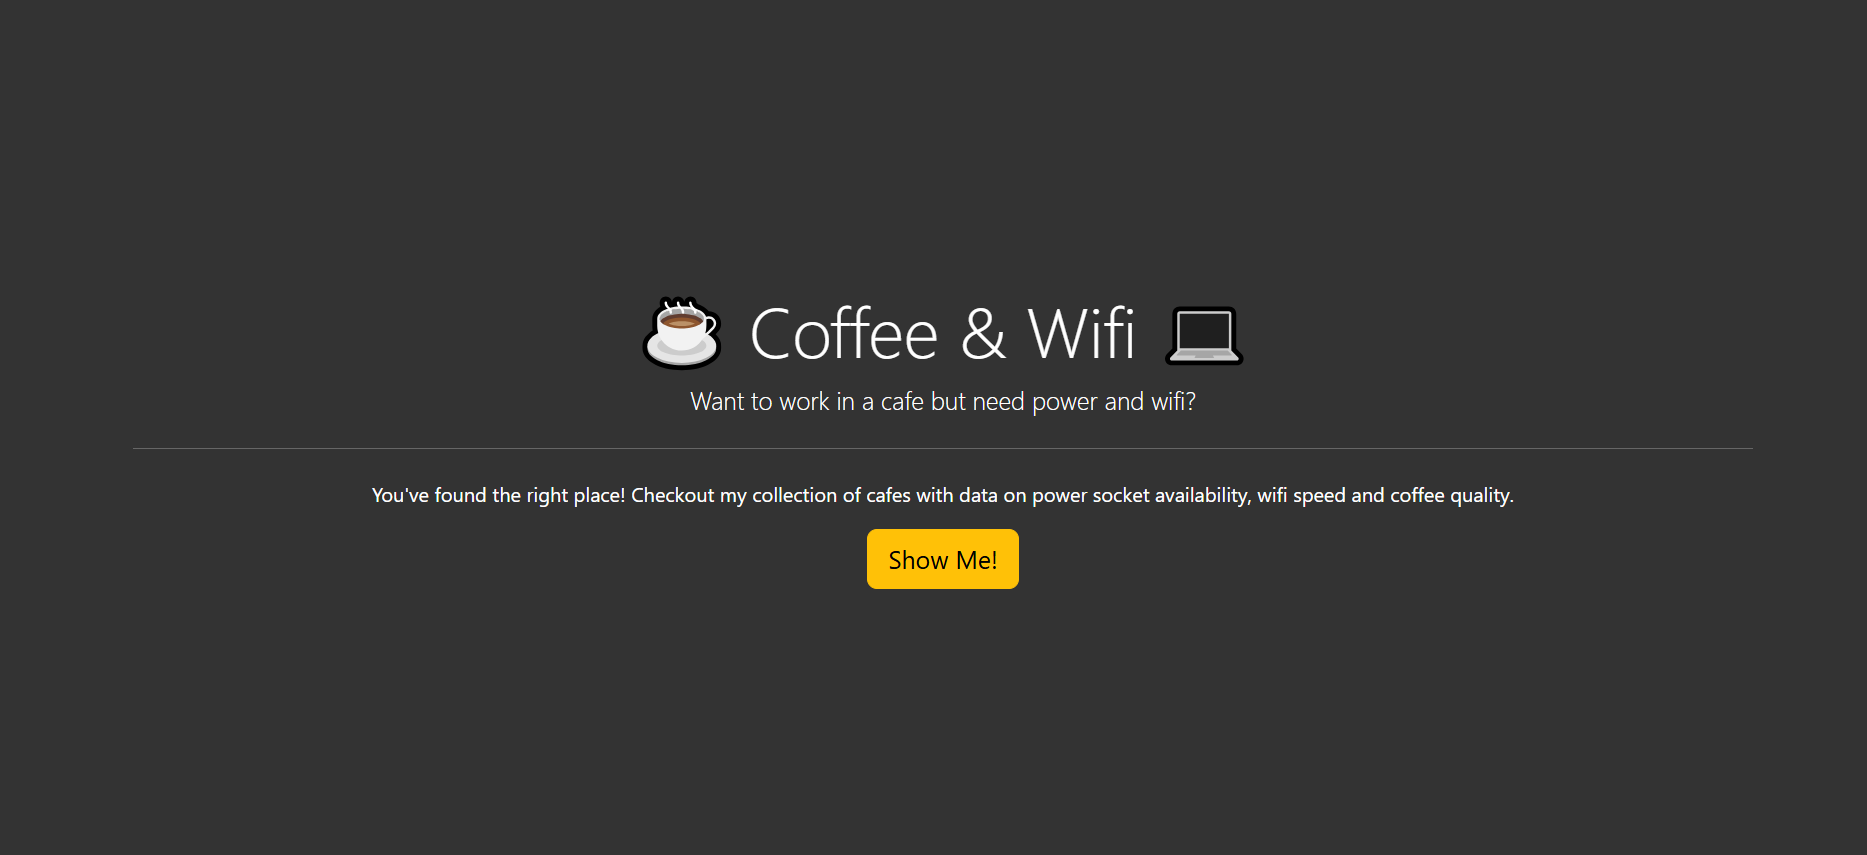 Coffee & Wifi
Want to work in a cafe but need power and wifi?
You've found the right place! Checkout my collection of cafes with data on power socket availability, wifi speed and coffee quality.
Show Me!